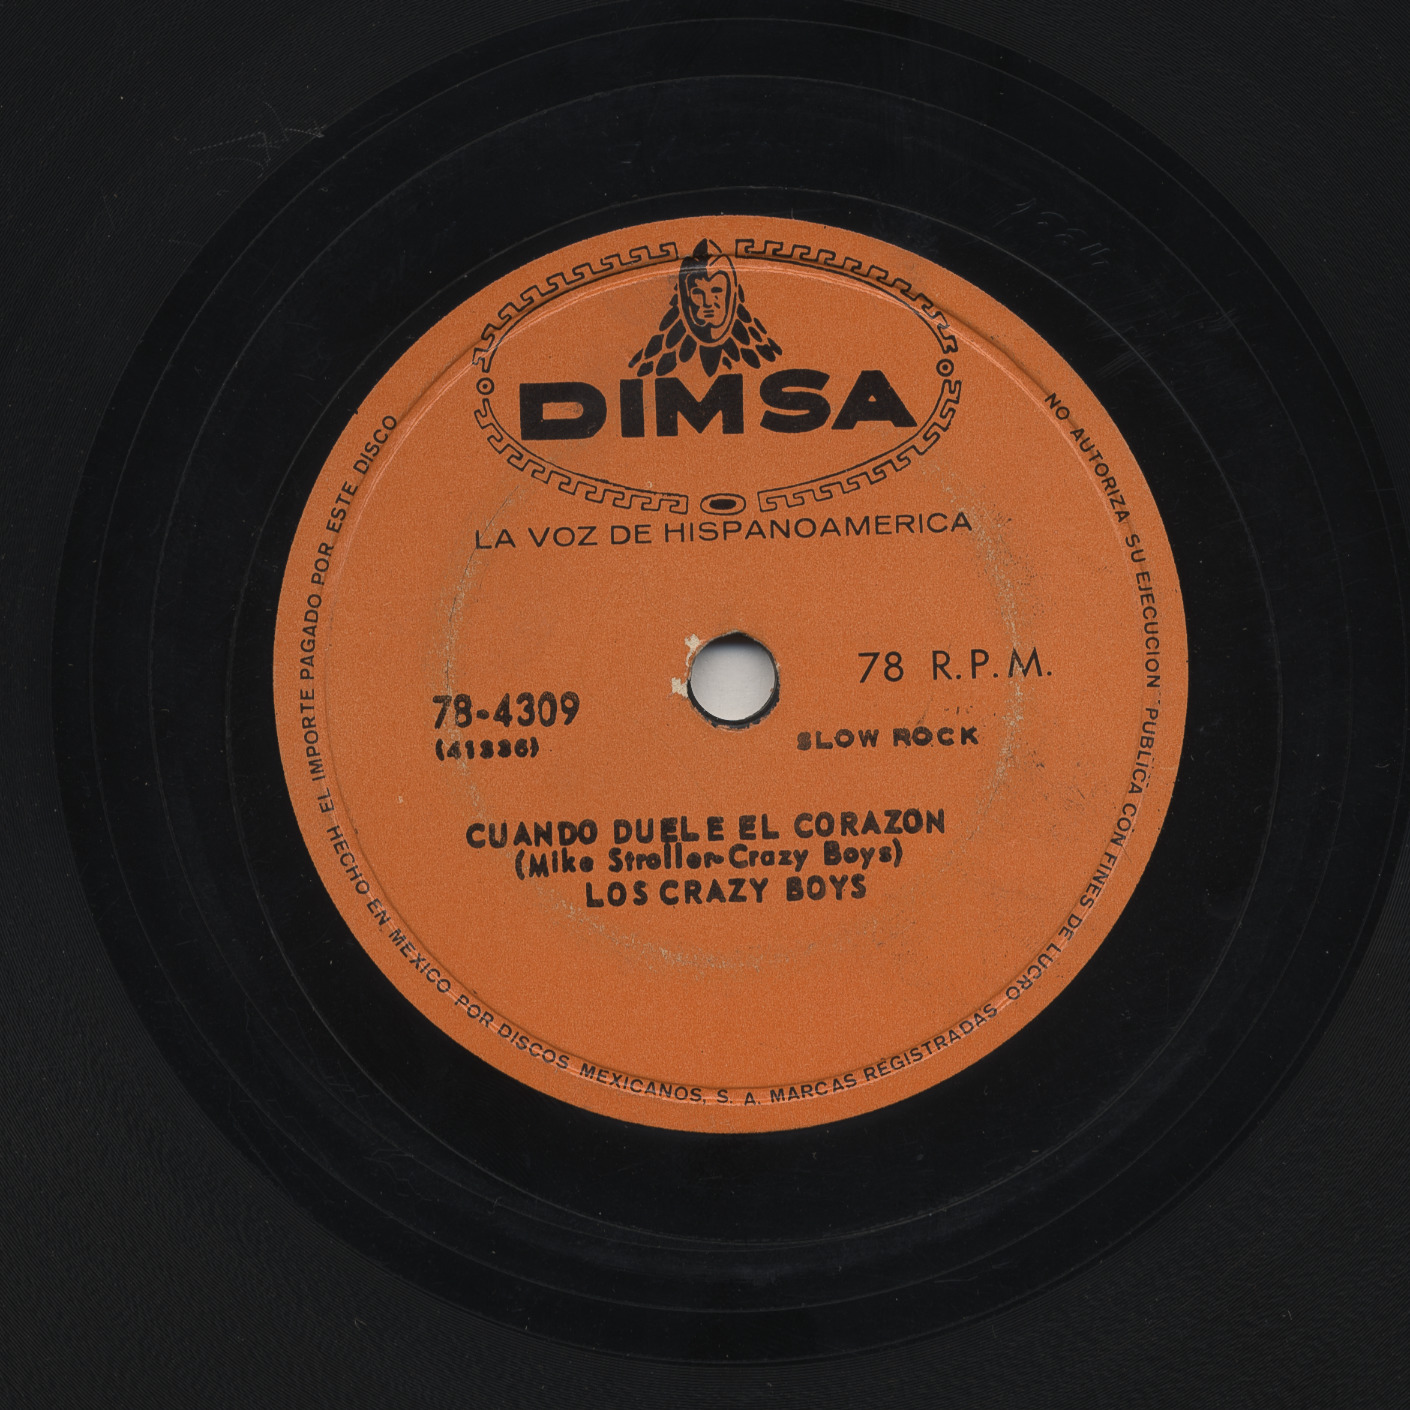 DIMSA
LA VOZ DE HISPANOAMERICA
78 R.P.M.
78-4309
(41336)
SLOW ROCK
CUANDO DUELE EL CORAZON
(Mike Stroller-Crazy Boys)
LOS CRAZY BOYS
EL IMPORTE PAGADO POR ESTE DISCO
NO AUTORIZA SU EJECUCION PUBLICA CON FINES DE LUCRO
HECHO EN MEXICO POR DISCOS MEXICANOS, S. A. MARCAS REGISTRADAS